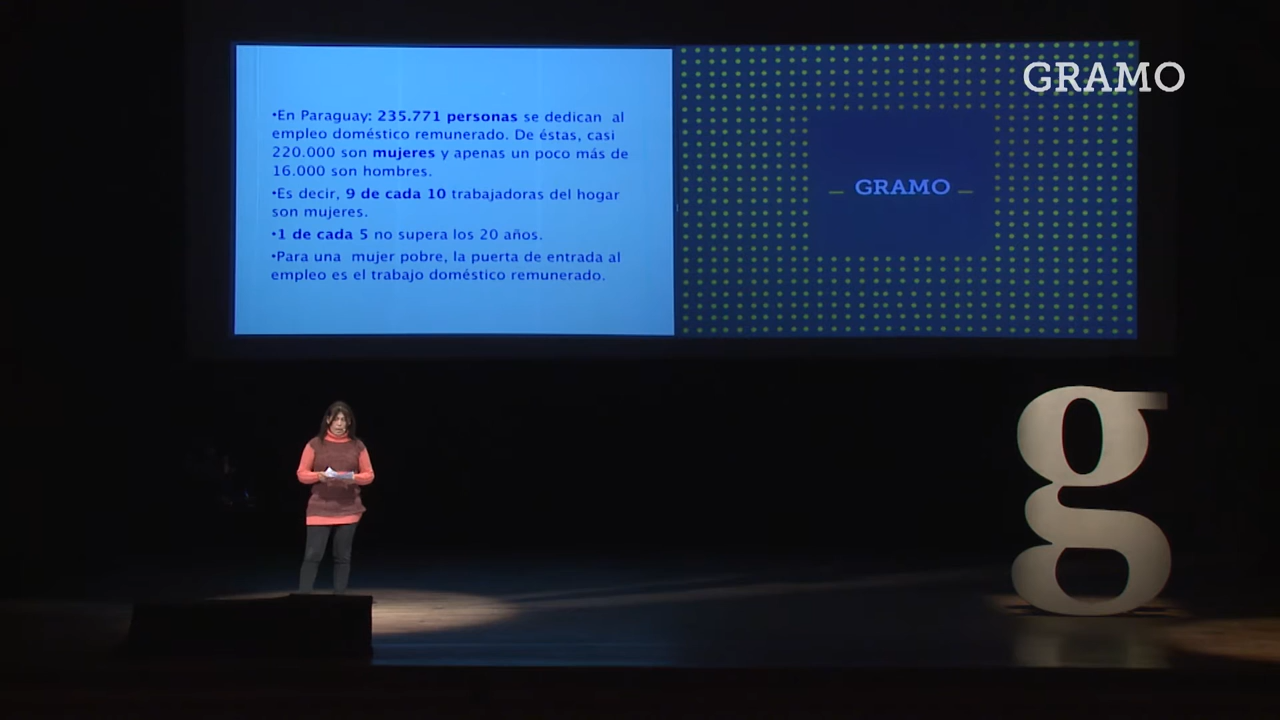 •En Paraguay: 235.771 personas se dedican al
empleo doméstico remunerado. De éstas, casi
220.000 son mujeres y apenas un poco más de
16.000 son hombres.
•Es decir, 9 de cada 10 trabajadoras del hogar
son mujeres.
•1 de cada 5 no supera los 20 años.
•Para una mujer pobre, la puerta de entrada al
empleo es el trabajo doméstico remunerado.
GRAMO
GRAMO
g